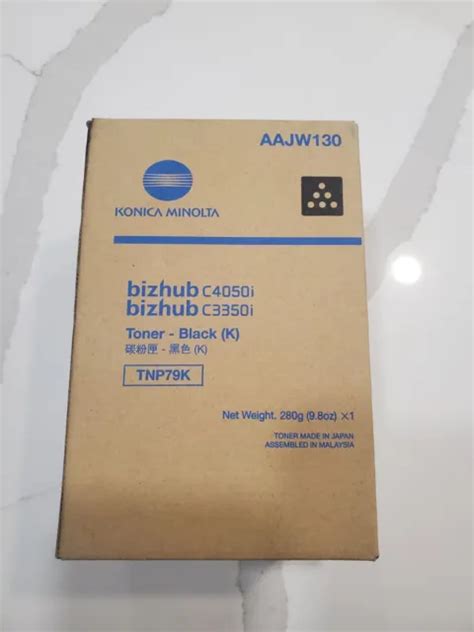 AAJW130
KONICA MINOLTA
bizhub C4050i
bizhub C3350i
Toner - Black (K)
碳粉匣 - 黑色 (K)
TNP79K
Net Weight. 280g (9.8oz) ×1
TONER MADE IN JAPAN
ASSEMBLED IN MALAYSIA